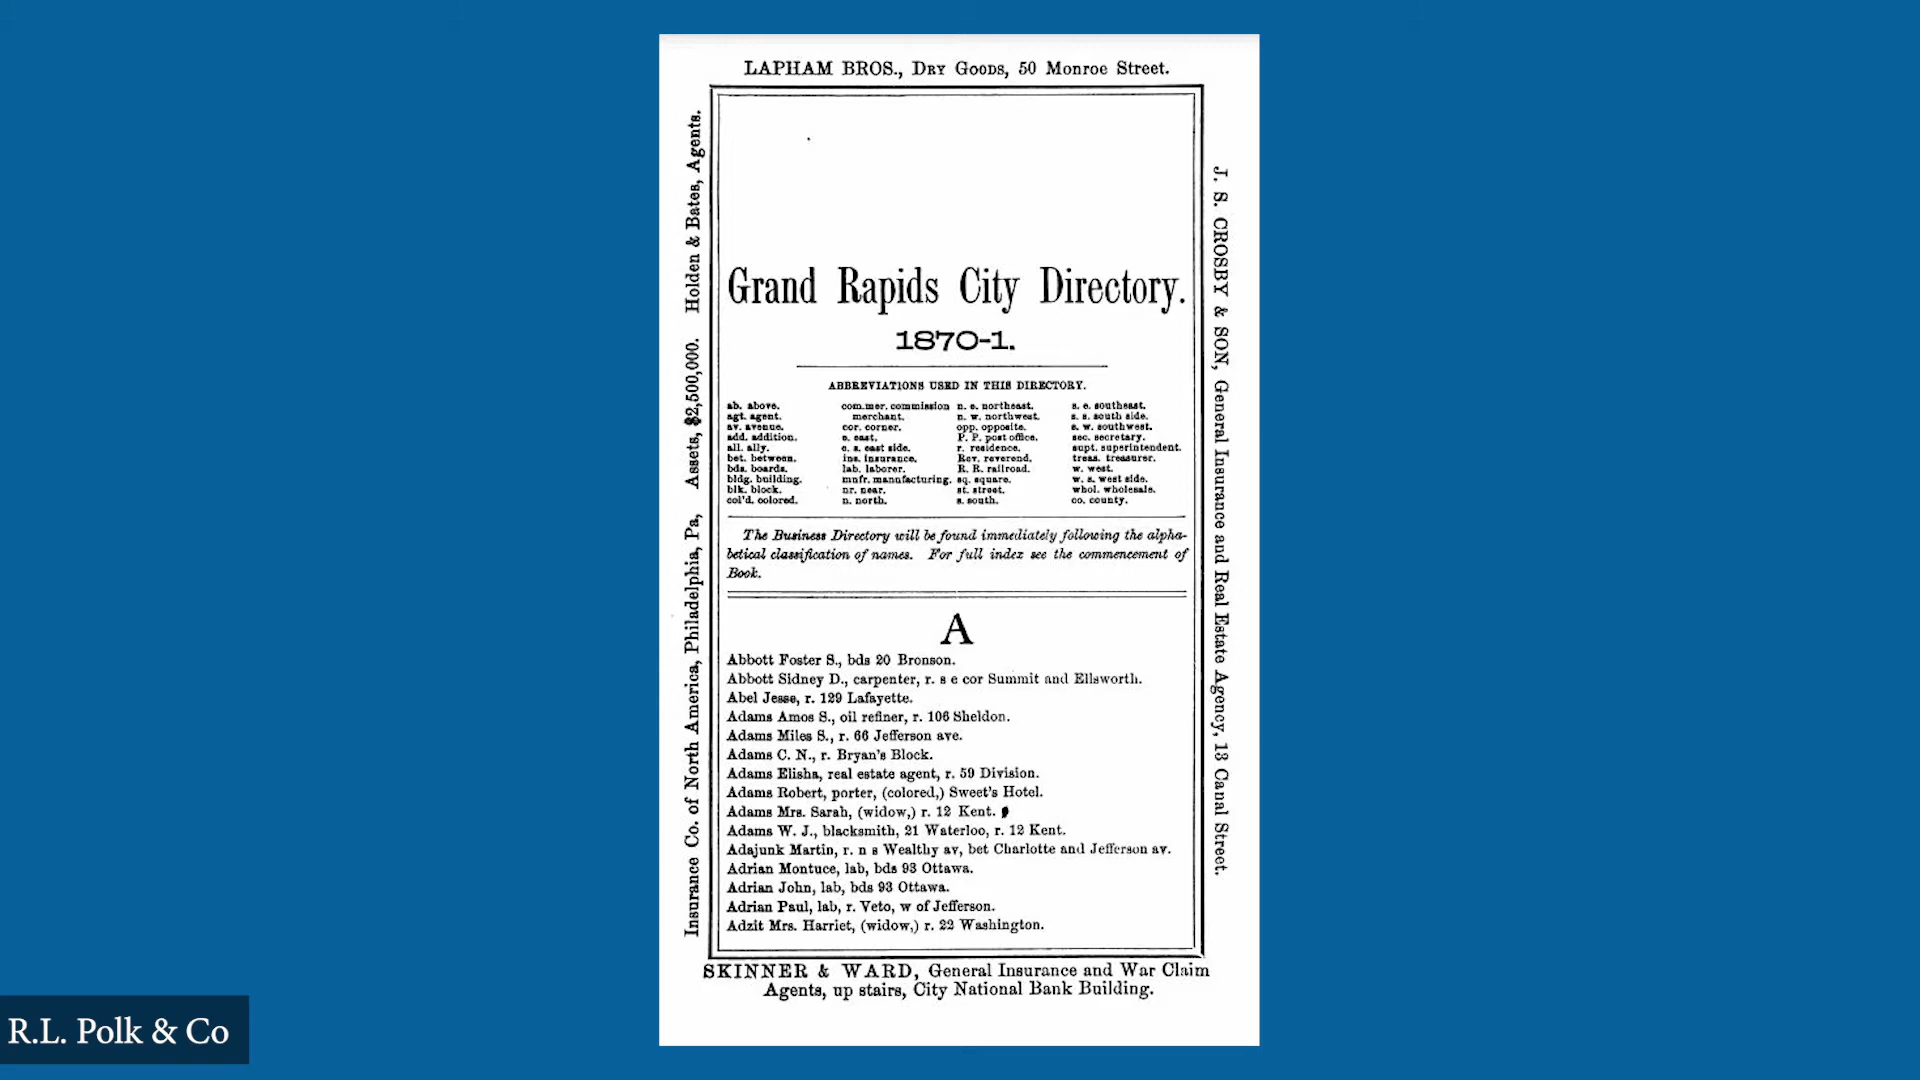 LAPHAM BROS., DRY GOODS, 50 Monroe Street.
Insurance Co. of North America, Philadelphia, Pa, Assets, $2,500,000. Holden & Bates, Agents.
J. S. CROSBY & SON, General Insurance and Real Estate Agency, 13 Canal Street.
Grand Rapids City Directory.
1870-1.
ABBREVIATIONS USED IN THIS DIRECTORY.
ab. above.
agt. agent.
av. avenue.
add. addition.
all. ally.
bet. between.
bds. boards.
bldg. building.
blk. block.
col'd. colored.
com.mer. commission
merchant.
cor. corner.
e. east.
e. s. east side.
ins. insurance.
lab. laborer.
mnfr. manufacturing.
nr. near.
n. north.
n. e. northeast.
n. w. northwest.
opp. opposite.
P. P. post office.
r. residence.
Rev. reverend.
R. R. railroad.
sq. square.
st. street.
s. south.
s. e. southeast.
s. s. south side.
s. w. southwest.
sec. secretary.
supt. superintendent.
treas. treasurer.
w. west.
w. s. west side.
whol. wholesale.
co. county.
The Business Directory will be found immediately following the alpha-
betical classification of names. For full index see the commencement of
Book.
A
Abbott Foster S., bds 20 Bronson.
Abbott Sidney D., carpenter, r. s e cor Summit and Ellsworth.
Abel Jesse, r. 129 Lafayette.
Adams Amos S., oil refiner, r. 106 Sheldon.
Adams Miles S., r. 66 Jefferson ave.
Adams C. N., r. Bryan's Block.
Adams Elisha, real estate agent, r. 59 Division.
Adams Robert, porter, (colored,) Sweet's Hotel.
Adams Mrs. Sarah, (widow,) r. 12 Kent.
Adams W. J., blacksmith, 21 Waterloo, r. 12 Kent.
Adajunk Martin, r. n s Wealthy av, bet Charlotte and Jefferson av.
Adrian Montuce, lab, bds 93 Ottawa.
Adrian John, lab, bds 93 Ottawa.
Adrian Paul, lab, r. Veto, w of Jefferson.
Adzit Mrs. Harriet, (widow,) r. 22 Washington.
SKINNER & WARD, General Insurance and War Claim
Agents, up stairs, City National Bank Building.
R.L. Polk & Co